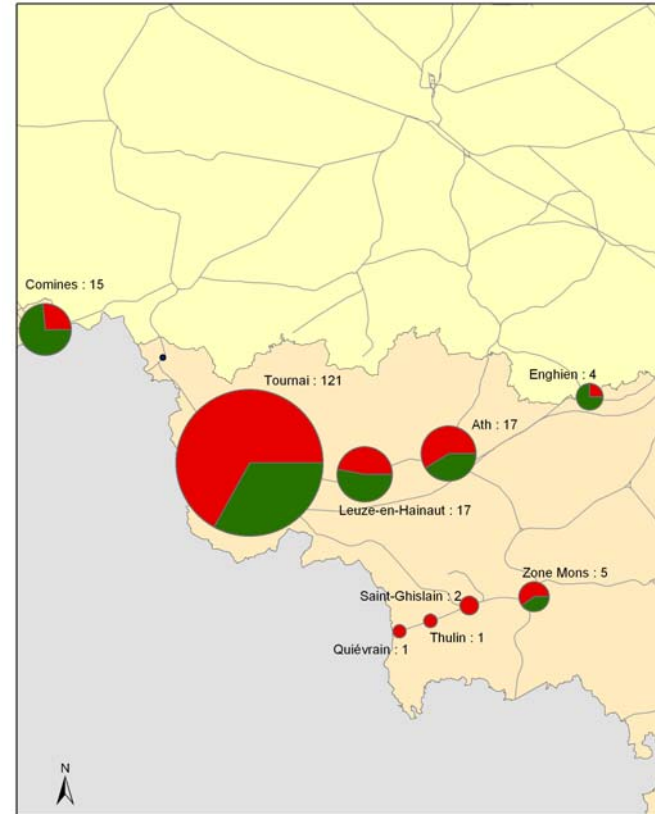 Comines : 15
Enghien : 4
Tournai : 121
Ath : 17
Leuze-en-Hainaut : 17
Zone Mons : 5
Saint-Ghislain : 2
Thulin : 1
Quiévrain : 1
N